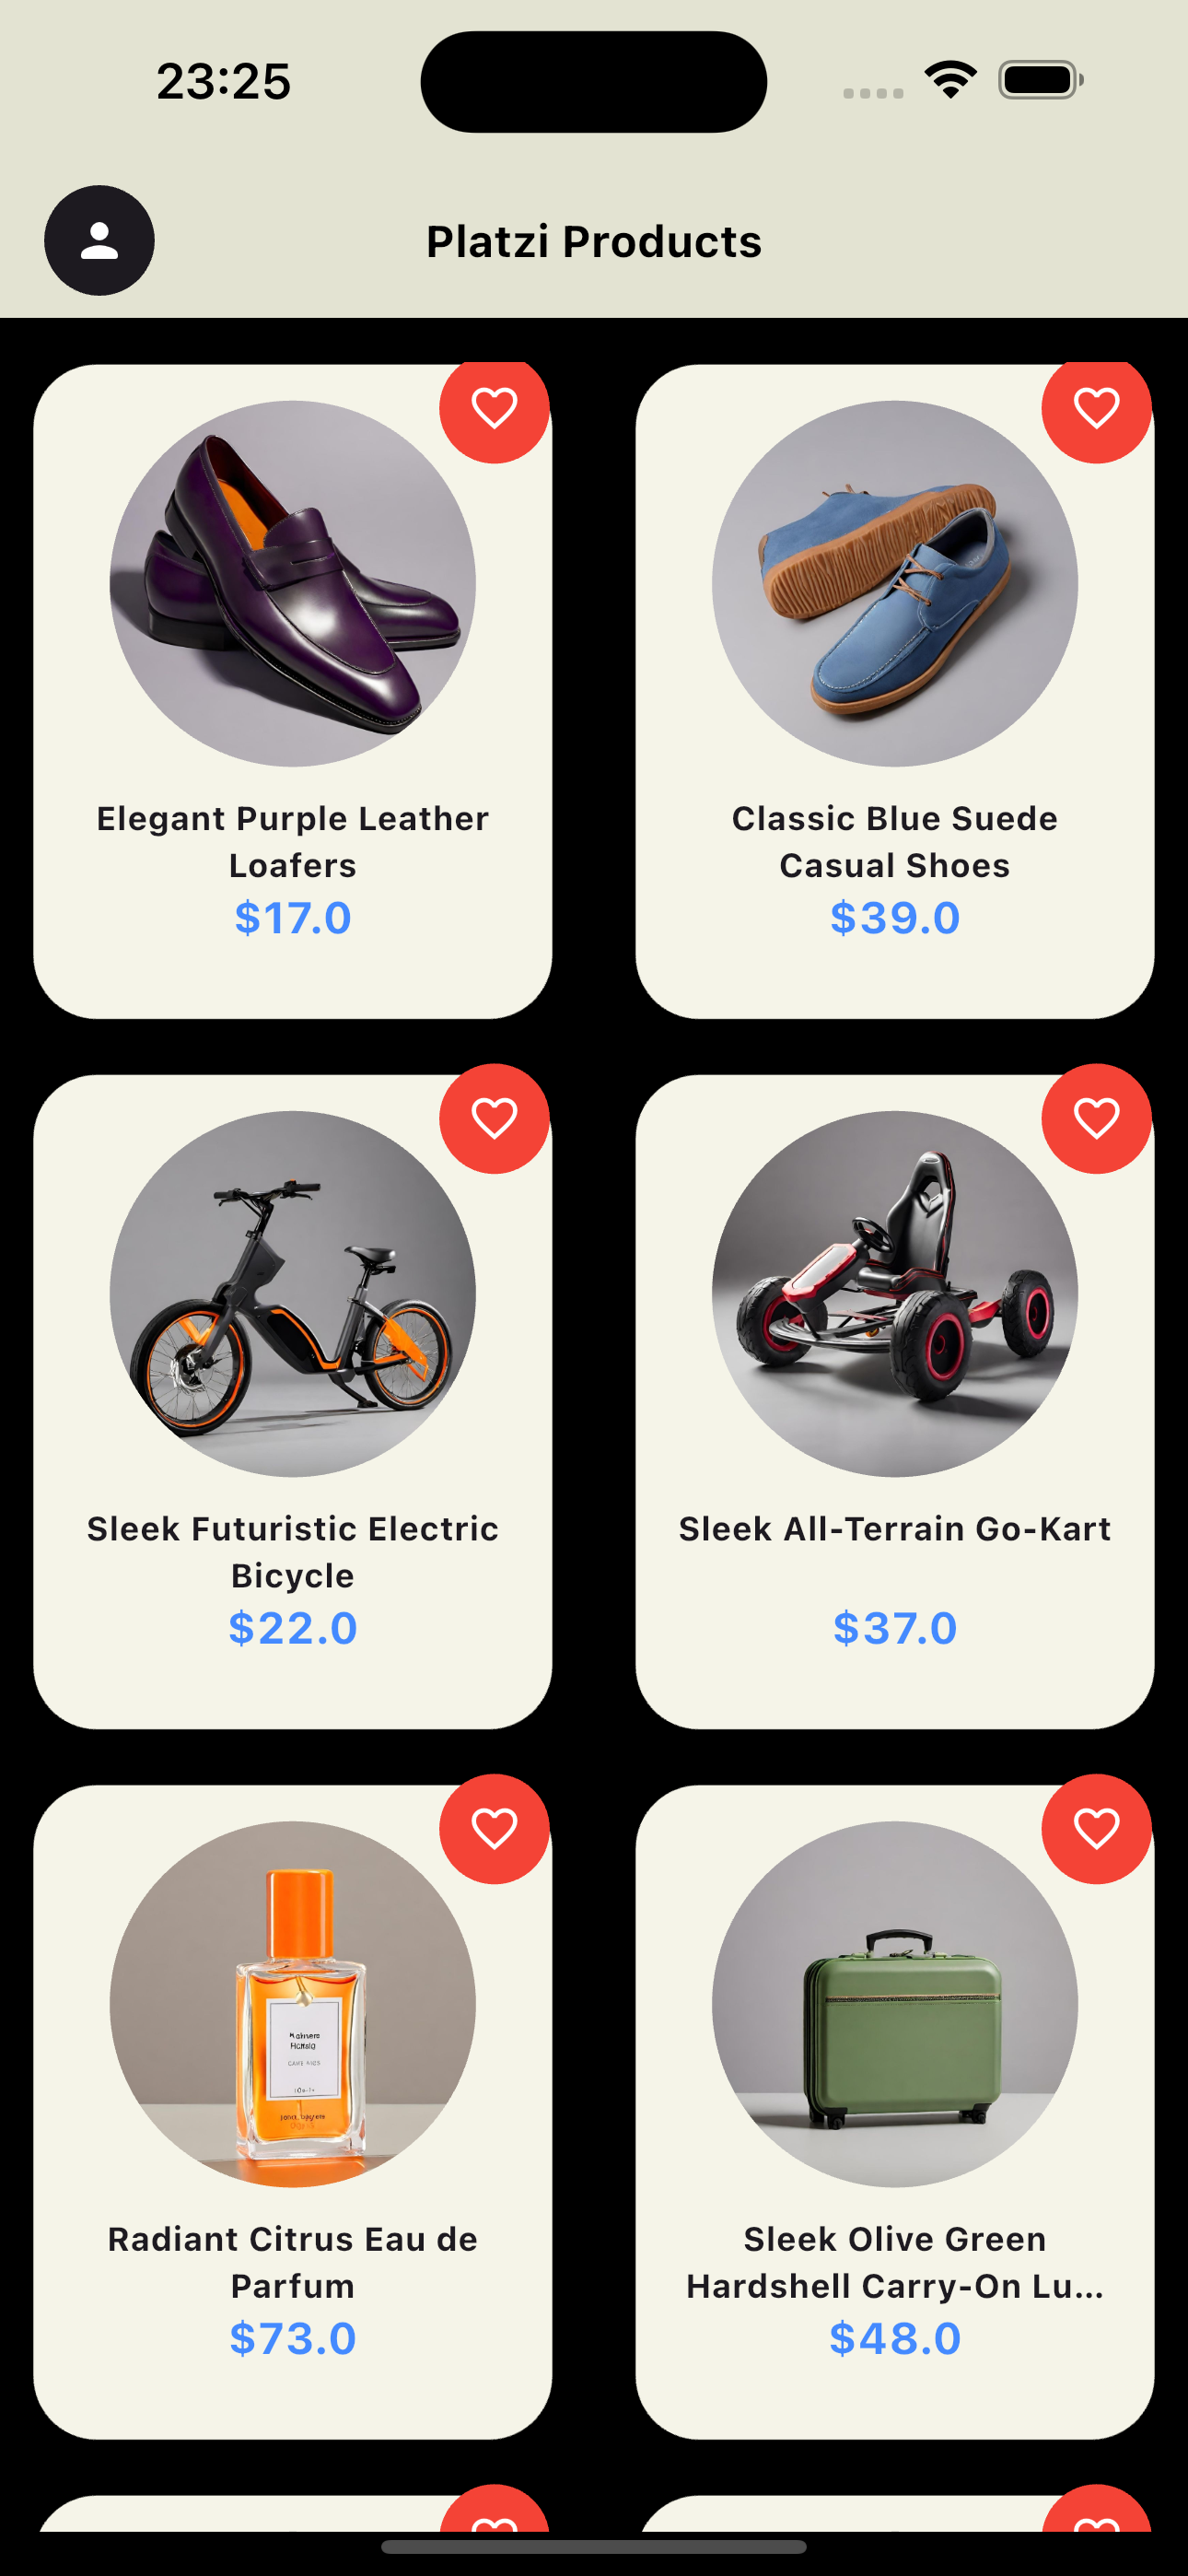 23:25
Platzi Products
Elegant Purple Leather
Loafers
$17.0
Classic Blue Suede
Casual Shoes
$39.0
Sleek Futuristic Electric
Bicycle
$22.0
Sleek All-Terrain Go-Kart
$37.0
Radiant Citrus Eau de
Parfum
$73.0
Sleek Olive Green
Hardshell Carry-On Lu...
$48.0